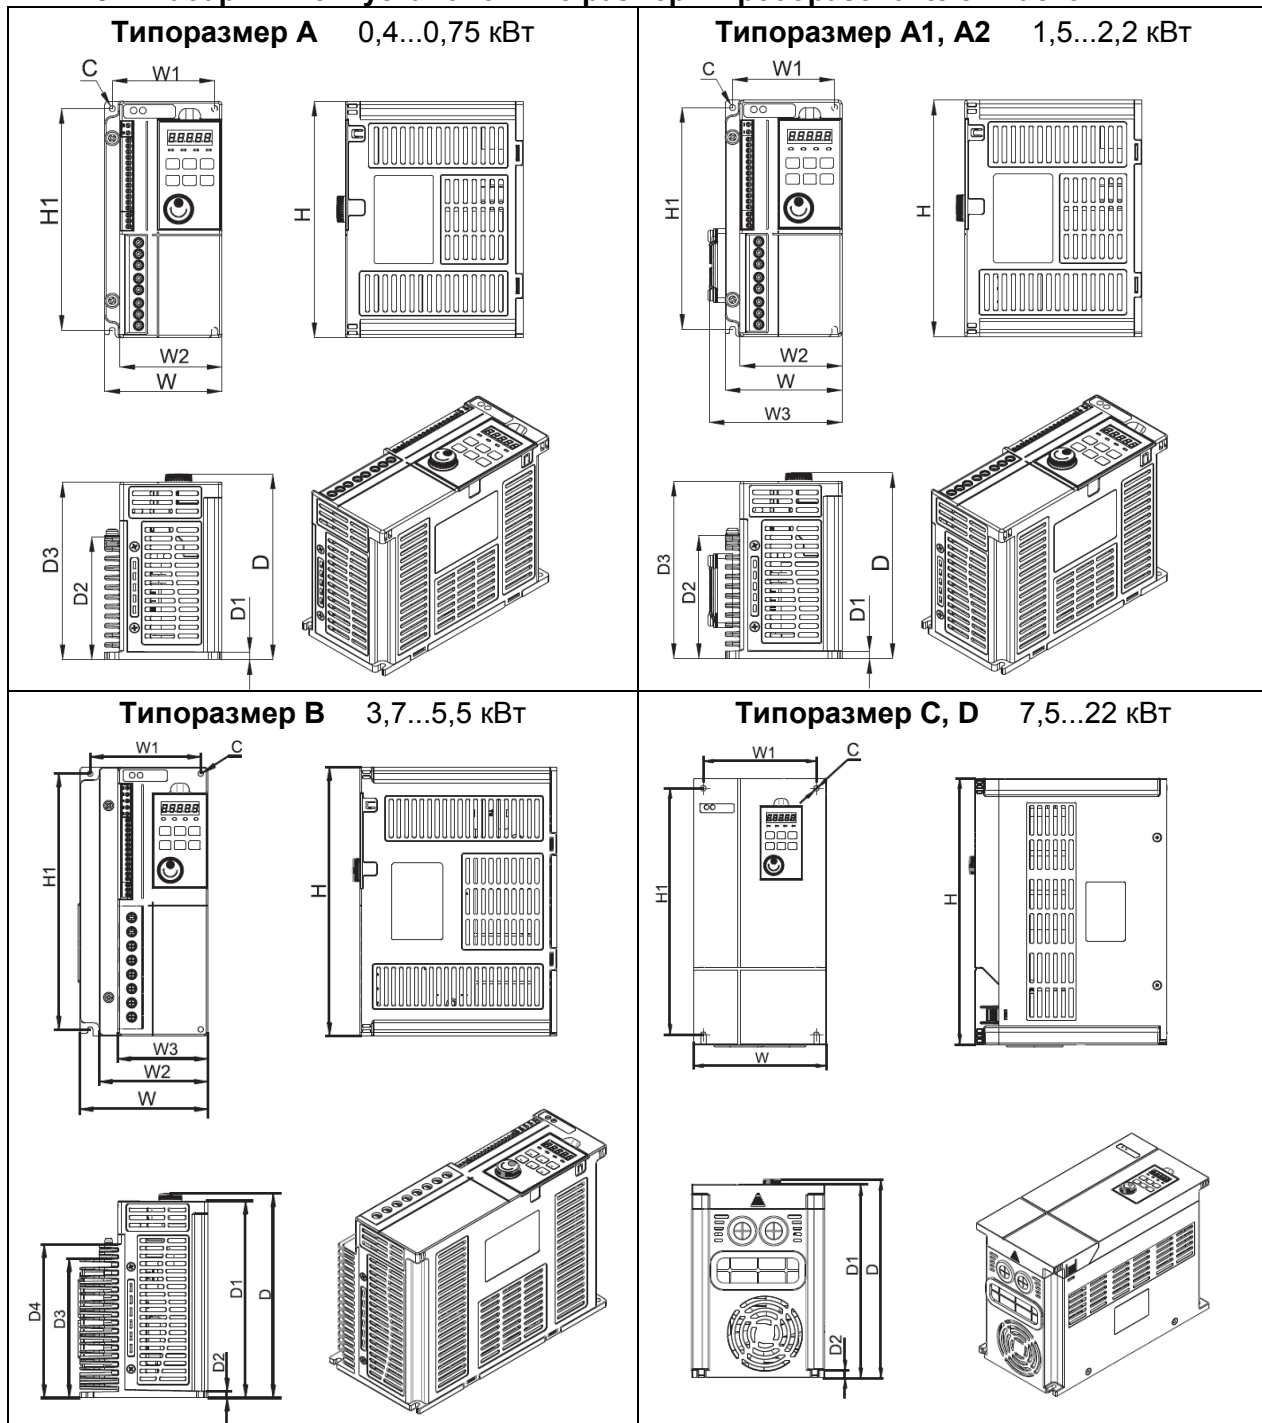 Типоразмер A 0,4...0,75 кВт
C
W1
H1
W2
W
H
D3
D2
D1
D
Типоразмер A1, A2 1,5...2,2 кВт
C
W1
H1
W2
W
W3
H
D3
D2
D1
D
Типоразмер B 3,7...5,5 кВт
W1
C
H1
W3
W2
W
H
D4
D3
D2
D1
D
Типоразмер C, D 7,5...22 кВт
W1
C
H1
W
H
D2
D1
D